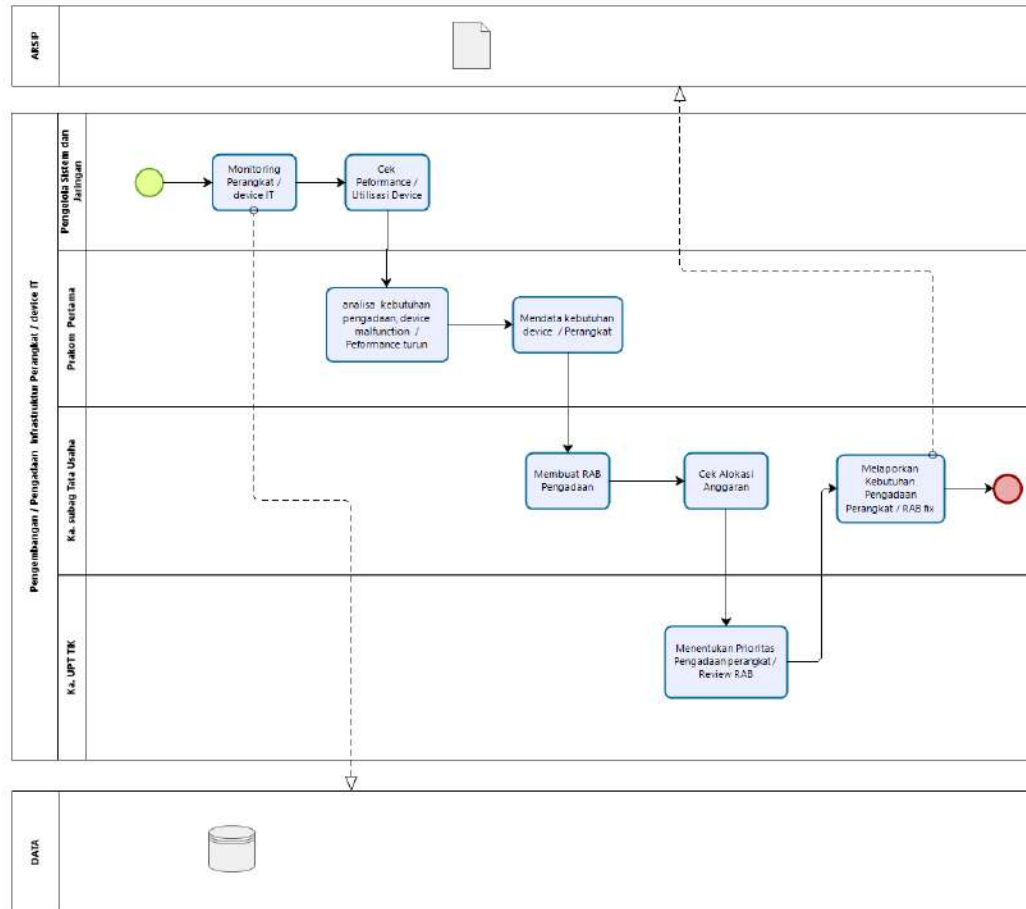 ARSIP
Pengembangan / Pengadaan Infrastruktur Perangkat / device IT
Pengelola Sistem dan
Jaringan
Monitoring
Perangkat /
device IT
Cek
Peformance /
Utilisasi Device
Prakom Pertama
analisa kebutuhan
pengadaan, device
malfunction /
Peformance turun
Mendata kebutuhan
device / Perangkat
Ka. subag Tata Usaha
Membuat RAB
Pengadaan
Cek Alokasi
Anggaran
Melaporkan
Kebutuhan
Pengadaan
Perangkat / RAB fix
Ka. UPT TIK
Menentukan Prioritas
Pengadaan perangkat /
Review RAB
DATA